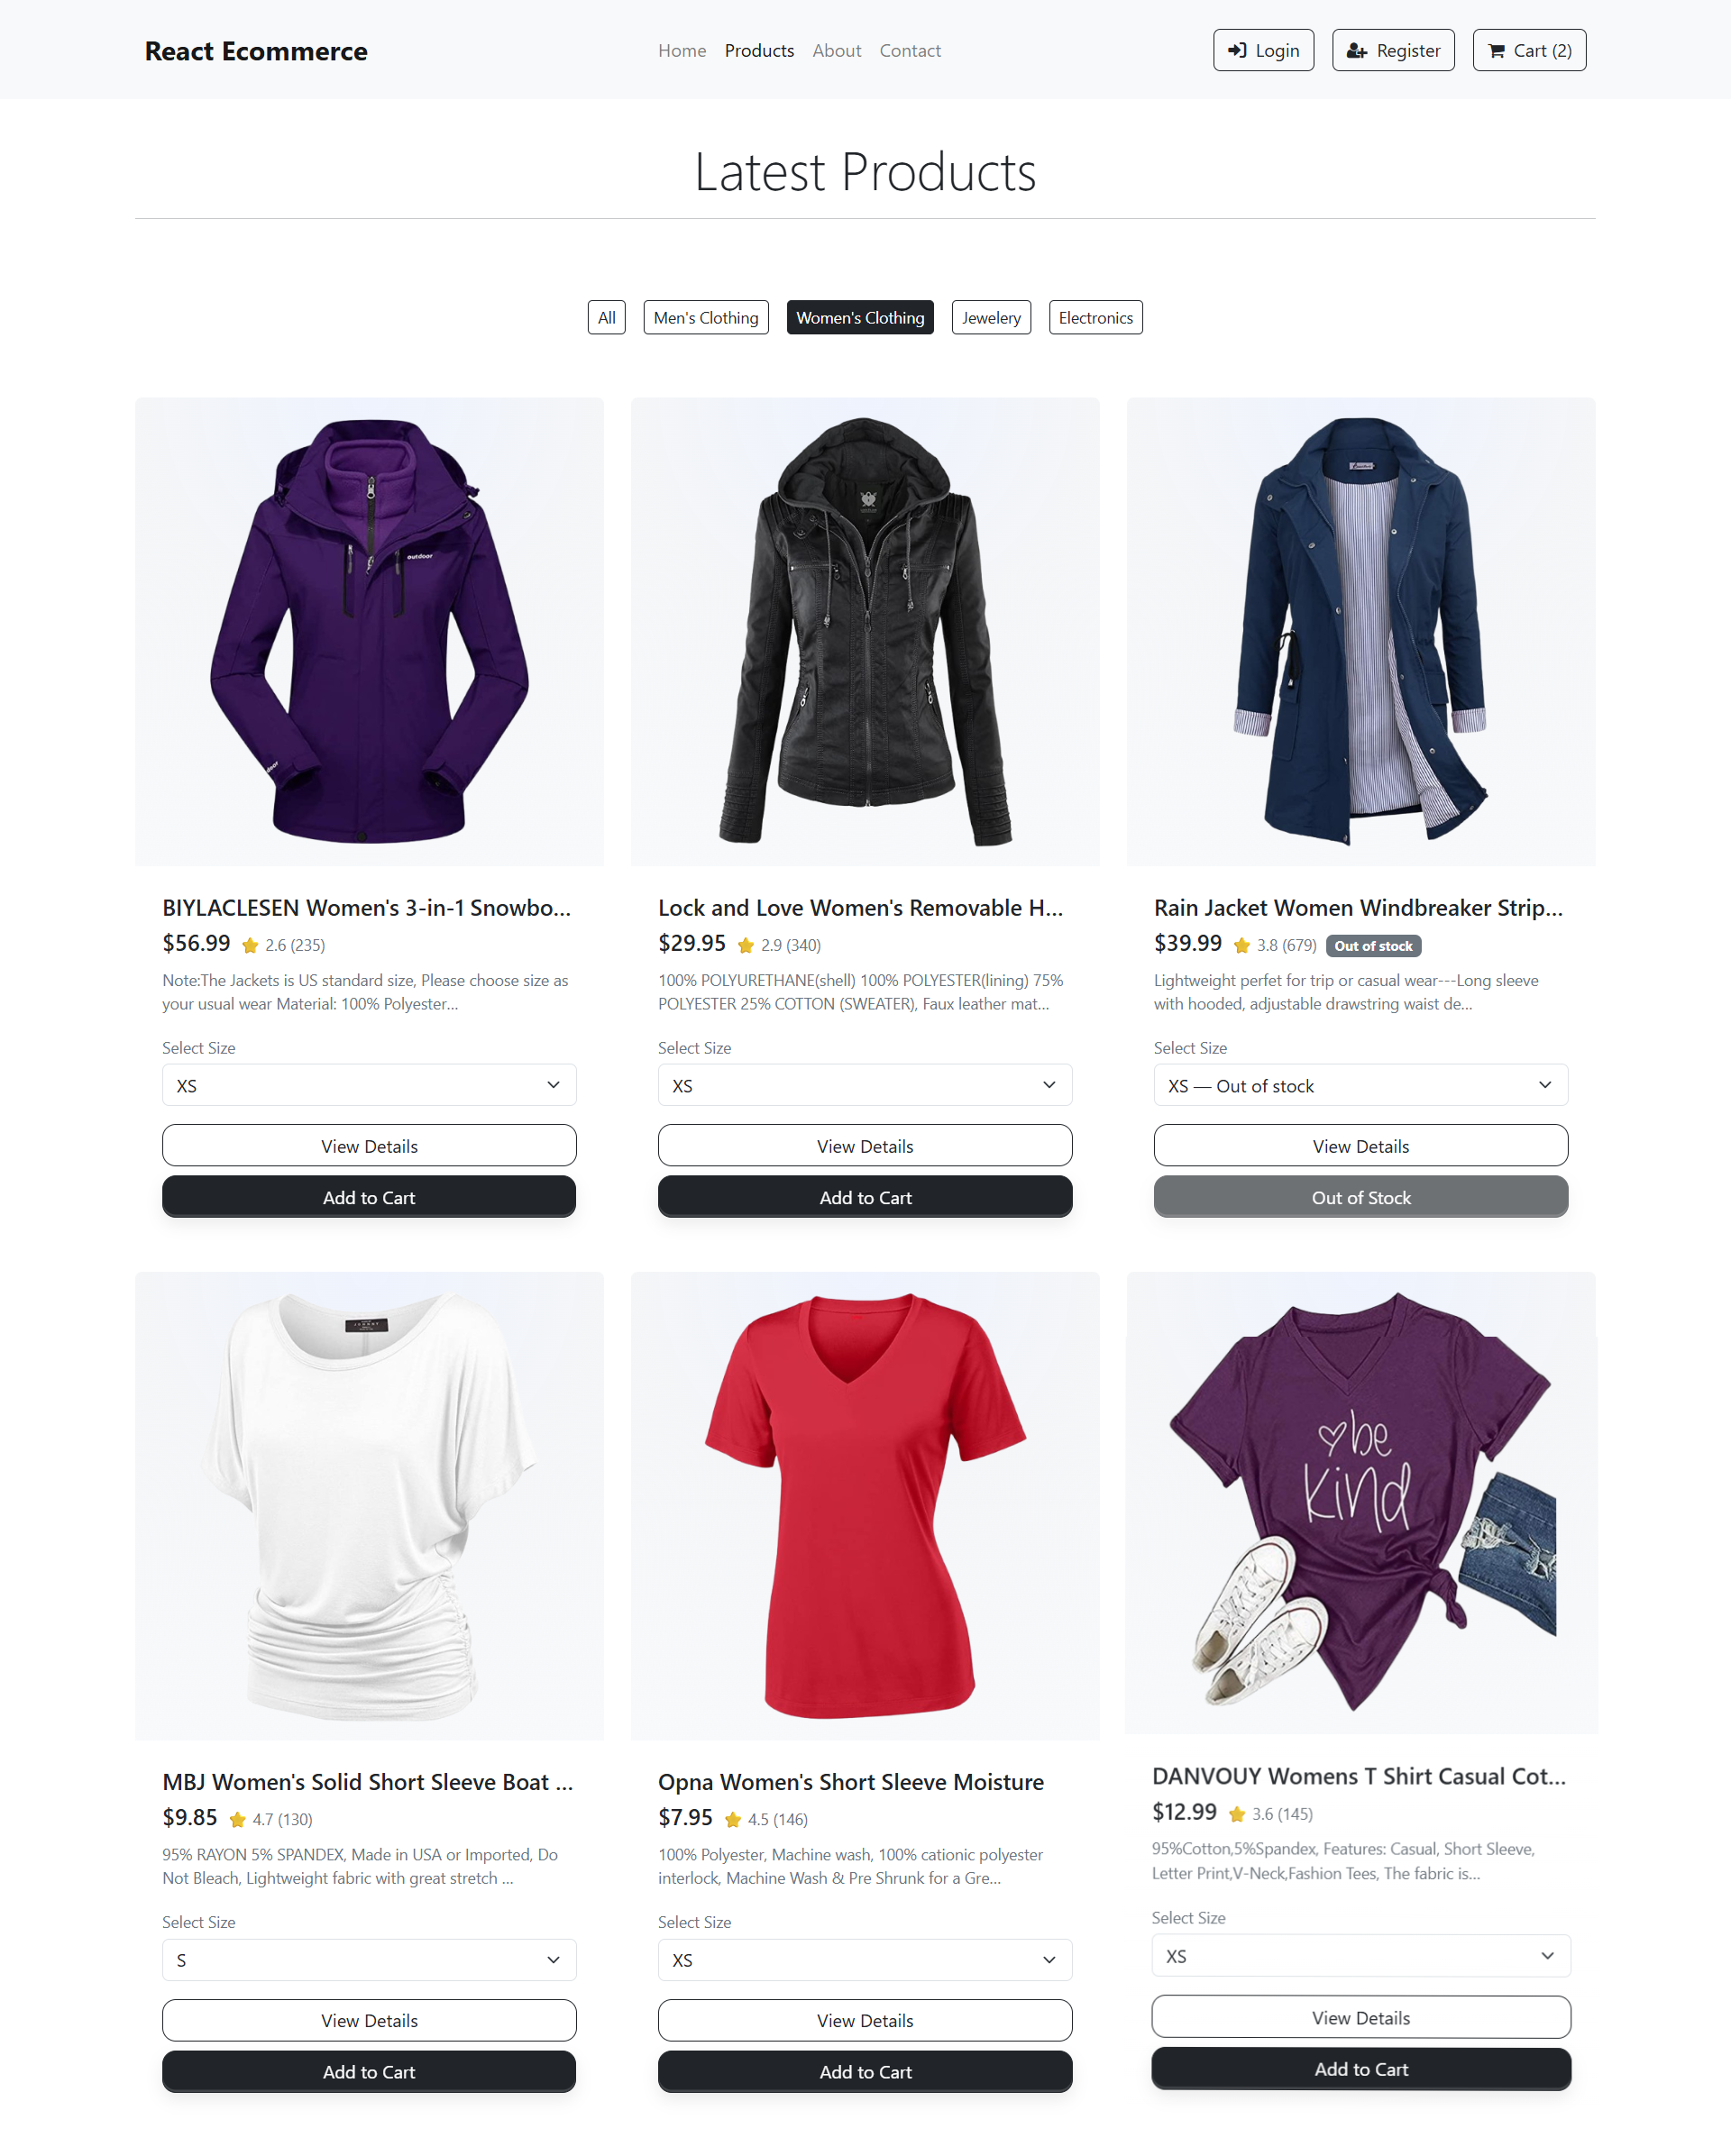 React Ecommerce
Home Products About Contact
Login Register Cart (2)
Latest Products
All Men's Clothing Women's Clothing Jewelery Electronics
outdoor
BIYLACLESEN Women's 3-in-1 Snowbo...
$56.99 2.6 (235)
Note:The Jackets is US standard size, Please choose size as
your usual wear Material: 100% Polyester...
Select Size
XS
View Details
Add to Cart
Lock and Love Women's Removable H...
$29.95 2.9 (340)
100% POLYURETHANE(shell) 100% POLYESTER(lining) 75%
POLYESTER 25% COTTON (SWEATER), Faux leather mat...
Select Size
XS
View Details
Add to Cart
Rain Jacket Women Windbreaker Strip...
$39.99 3.8 (679) Out of stock
Lightweight perfet for trip or casual wear---Long sleeve
with hooded, adjustable drawstring waist de...
Select Size
XS — Out of stock
View Details
Out of Stock
MBJ Women's Solid Short Sleeve Boat ...
$9.85 4.7 (130)
95% RAYON 5% SPANDEX, Made in USA or Imported, Do
Not Bleach, Lightweight fabric with great stretch ...
Select Size
S
View Details
Add to Cart
Opna Women's Short Sleeve Moisture
$7.95 4.5 (146)
100% Polyester, Machine wash, 100% cationic polyester
interlock, Machine Wash & Pre Shrunk for a Gre...
Select Size
XS
View Details
Add to Cart
be
kind
DANVOUY Womens T Shirt Casual Cot...
$12.99 3.6 (145)
95%Cotton,5%Spandex, Features: Casual, Short Sleeve,
Letter Print,V-Neck,Fashion Tees, The fabric is...
Select Size
XS
View Details
Add to Cart